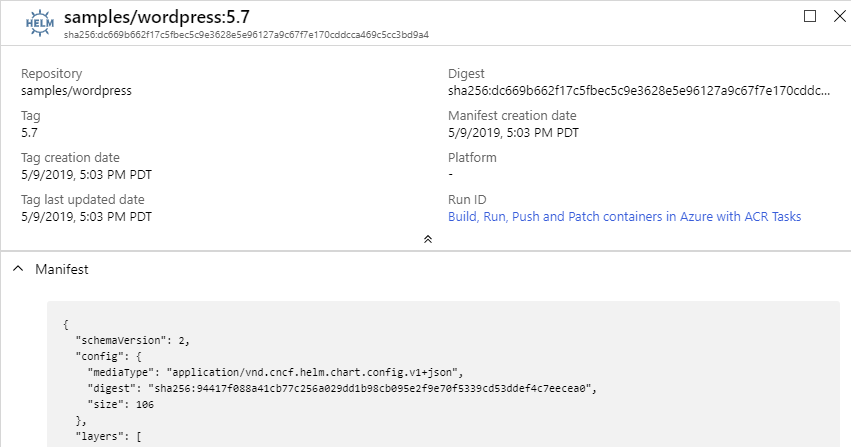 HELM
samples/wordpress:5.7
sha256:dc669b662f17c5fbec5c9e3628e5e96127a9c67f7e170cddcca469c5cc3bd9a4
Repository
samples/wordpress
Tag
5.7
Tag creation date
5/9/2019, 5:03 PM PDT
Tag last updated date
5/9/2019, 5:03 PM PDT
Digest
sha256:dc669b662f17c5fbec5c9e3628e5e96127a9c67f7e170cddc...
Manifest creation date
5/9/2019, 5:03 PM PDT
Platform
-
Run ID
Build, Run, Push and Patch containers in Azure with ACR Tasks
Manifest
{
"schemaVersion": 2,
"config": {
"mediaType": "application/vnd.cncf.helm.chart.config.v1+json",
"digest": "sha256:94417f088a41cb77c256a029dd1b98cb095e2f9e70f5339cd53ddef4c7eecea0",
"size": 106
},
"layers": [